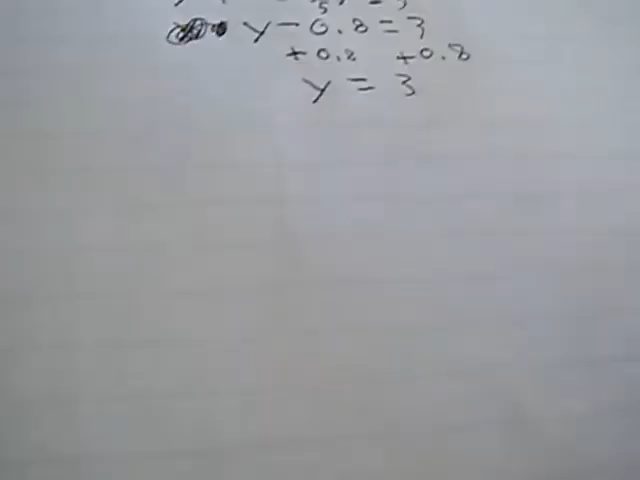 y - 0.8 = 3
+ 0.8 +0.8
y = 3